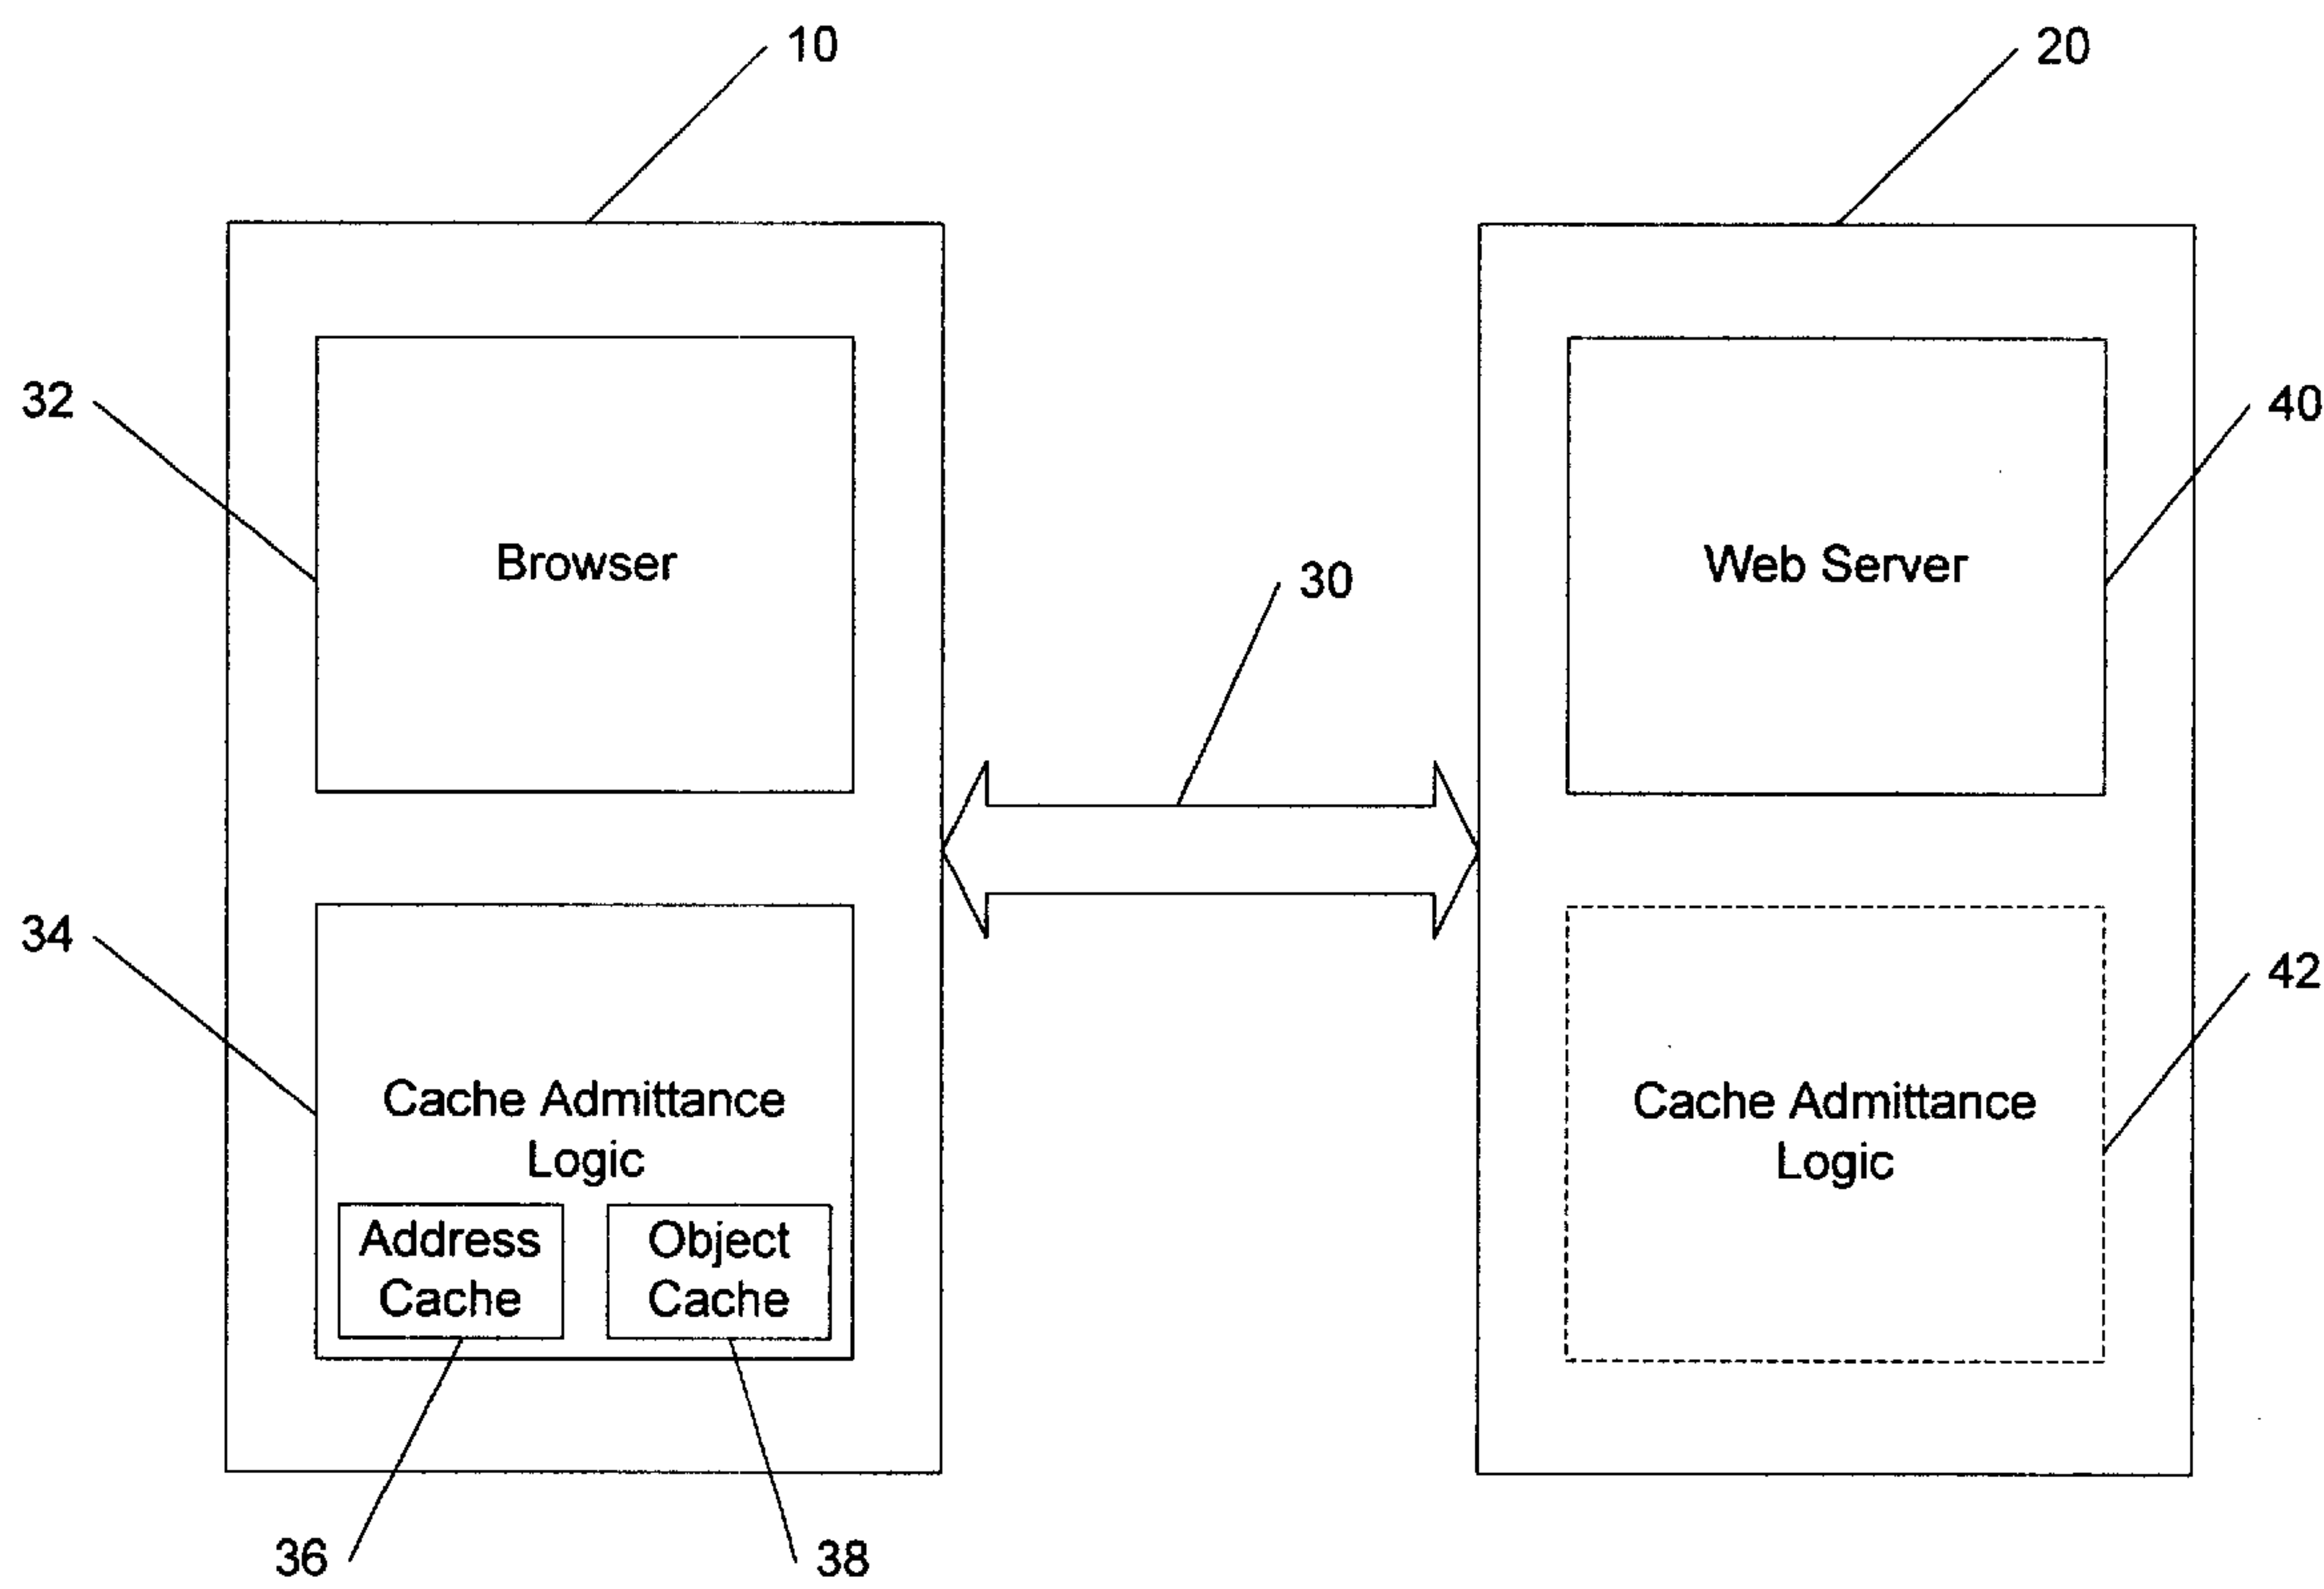 10
20
32
Browser
30
Web Server
40
34
Cache Admittance
Logic
Address
Cache
Object
Cache
Cache Admittance
Logic
42
36
38